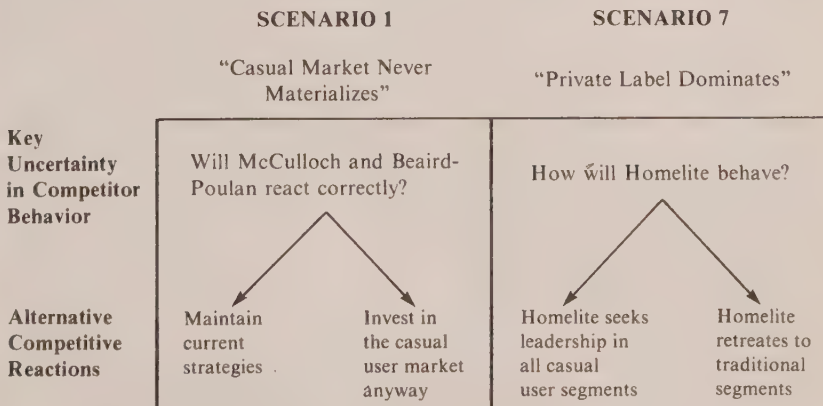 SCENARIO 1
SCENARIO 7
“Casual Market Never
Materializes”
“Private Label Dominates”
Key
Uncertainty
in Competitor
Behavior
Will McCulloch and Beaird-
Poulan react correctly?
How will Homelite behave?
Alternative
Competitive
Reactions
Maintain
current
strategies
Invest in
the casual
user market
anyway
Homelite seeks
leadership in
all casual
user segments
Homelite
retreates to
traditional
segments